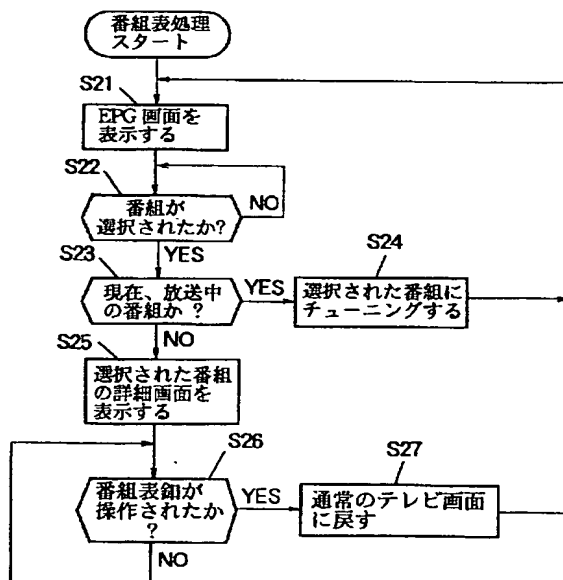 番組表処理
スタート
S21
EPG画面を
表示する
S22
番組が
選択されたか?
NO
YES
S23
現在、放送中
の番組か ?
YES
S24
選択された番組に
チューニングする
NO
S25
選択された番組
の詳細画面を
表示する
S26
番組表釦が
操作されたか
?
YES
S27
通常のテレビ画面
に戻す
NO